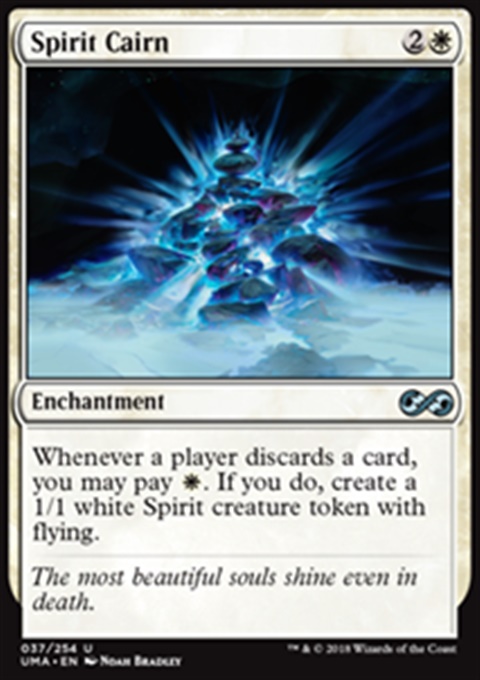 Spirit Cairn 2
Enchantment
Whenever a player discards a card,
you may pay . If you do, create a
1/1 white Spirit creature token with
flying.
The most beautiful souls shine even in
death.
037/254 U
UMA • EN Noah Bradley
™ & © 2018 Wizards of the Coast